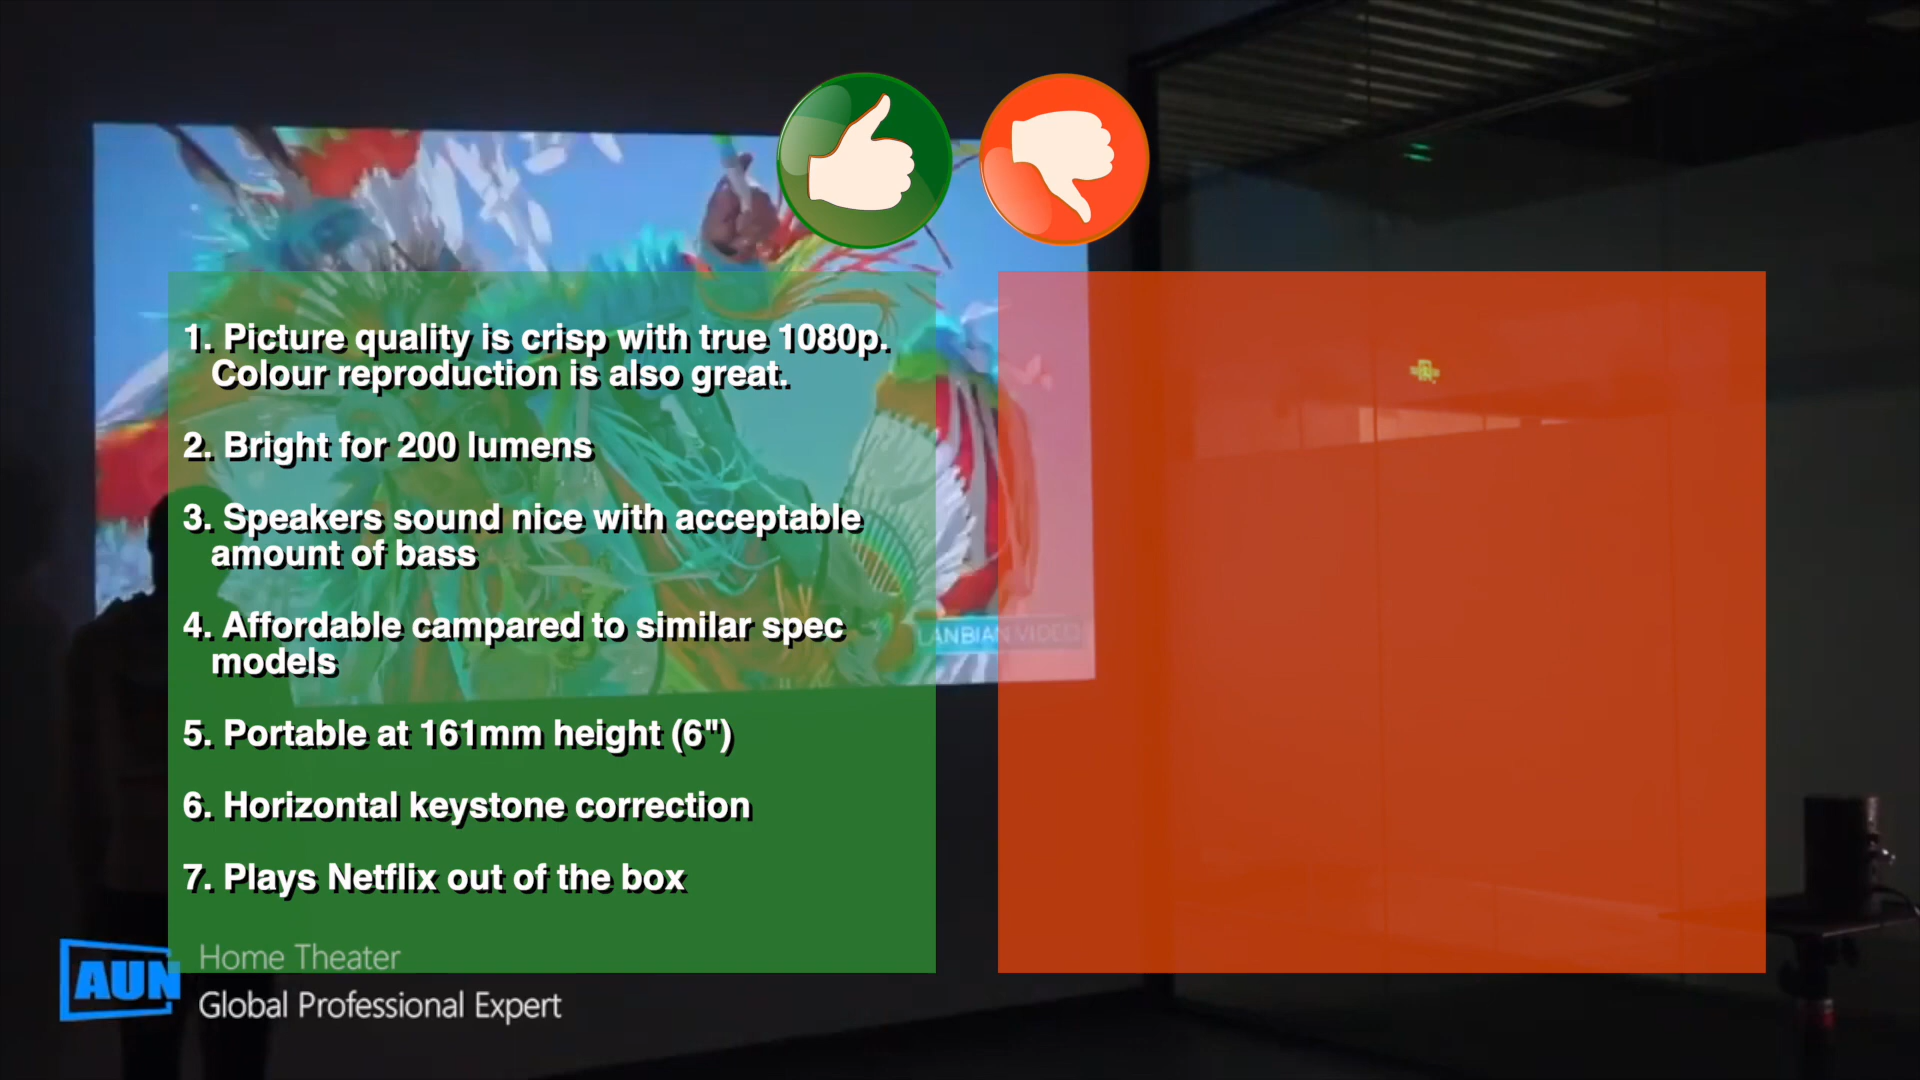 1. Picture quality is crisp with true 1080p.
Colour reproduction is also great.
2. Bright for 200 lumens
3. Speakers sound nice with acceptable
amount of bass
4. Affordable campared to similar spec
models
LANBIAN VIDEO
5. Portable at 161mm height (6")
6. Horizontal keystone correction
7. Plays Netflix out of the box
AUN
Home Theater
Global Professional Expert